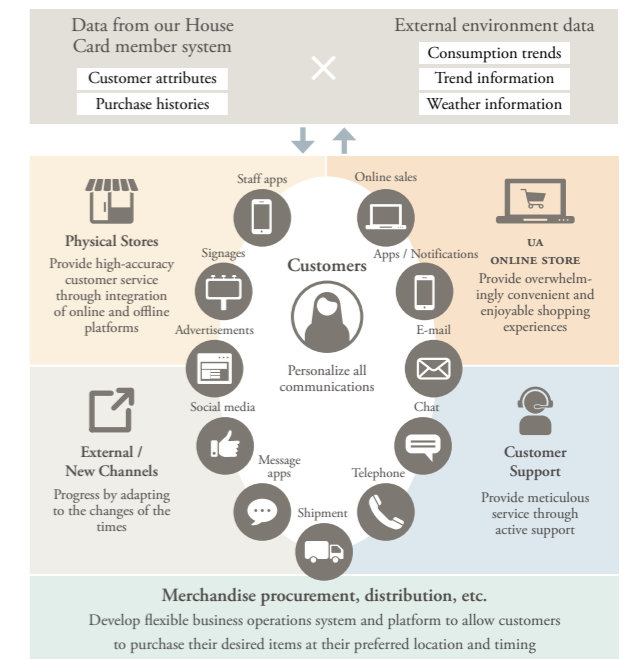 Data from our House
Card member system
Customer attributes
Purchase histories
×
External environment data
Consumption trends
Trend information
Weather information
Staff apps
Online sales
Physical Stores
Provide high-accuracy
customer service
through integration
of online and offline
platforms
Signages
Apps / Notifications
Customers
UA
ONLINE STORE
Provide overwhelm-
ingly convenient and
enjoyable shopping
experiences
Advertisements
E-mail
Personalize all
communications
Social media
Chat
External /
New Channels
Progress by adapting
to the changes of the
times
Message
apps
Telephone
Shipment
Customer
Support
Provide meticulous
service through
active support
Merchandise procurement, distribution, etc.
Develop flexible business operations system and platform to allow customers
to purchase their desired items at their preferred location and timing